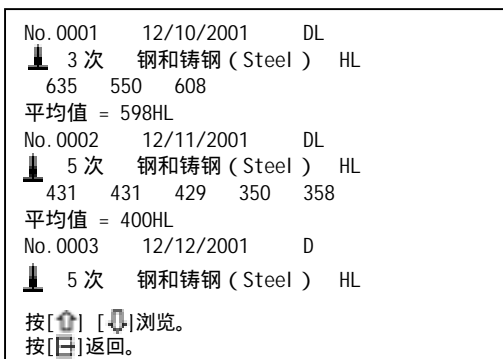 No.0001 12/10/2001 DL
3 次 钢和铸钢（Steel） HL
635 550 608
平均值 = 598HL
No.0002 12/11/2001 DL
5 次 钢和铸钢（Steel） HL
431 431 429 350 358
平均值 = 400HL
No.0003 12/12/2001 D
5 次 钢和铸钢（Steel） HL
按[⇧] [⇩]浏览。
按[]返回。